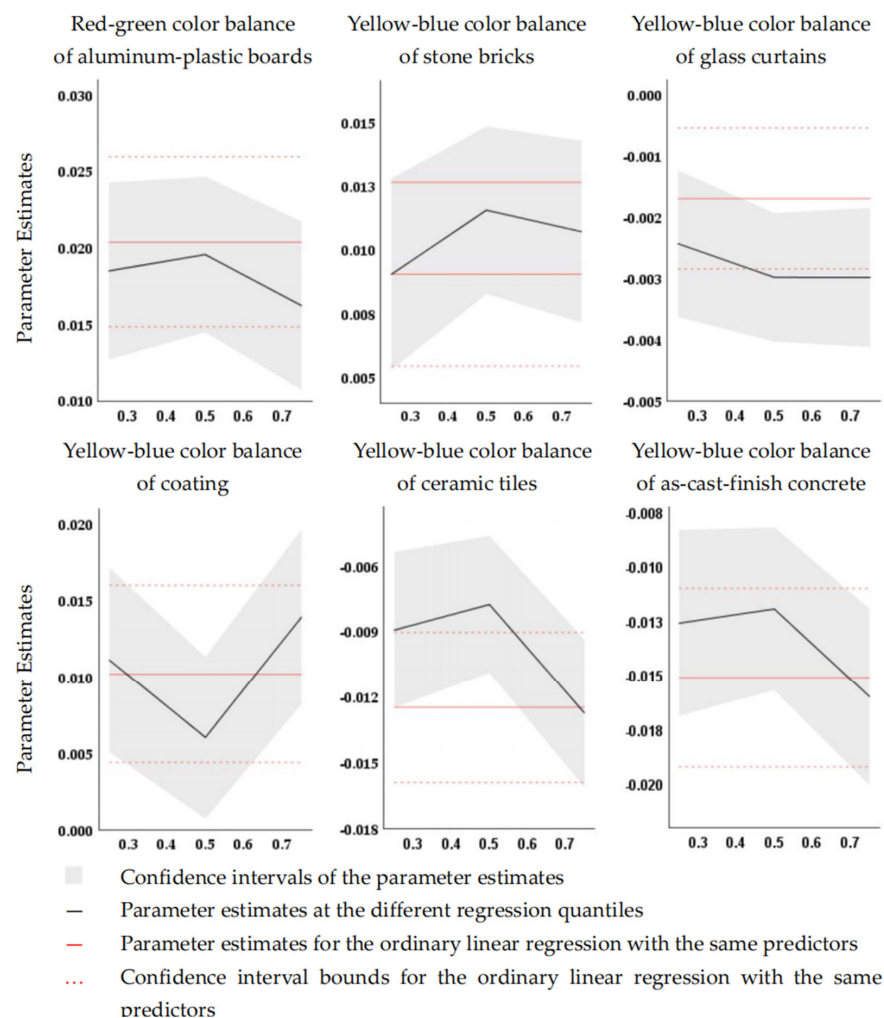 Red-green color balance
of aluminum-plastic boards
Yellow-blue color balance
of stone bricks
Yellow-blue color balance
of glass curtains
Parameter Estimates
0.030
0.025
0.020
0.015
0.010
0.3 0.4 0.5 0.6 0.7
0.015
0.013
0.010
0.008
0.005
0.3 0.4 0.5 0.6 0.7
0.000
-0.001
-0.002
-0.003
-0.004
-0.005
0.3 0.4 0.5 0.6 0.7
Yellow-blue color balance
of coating
Yellow-blue color balance
of ceramic tiles
Yellow-blue color balance
of as-cast-finish concrete
Parameter Estimates
0.020
0.015
0.010
0.005
0.000
0.3 0.4 0.5 0.6 0.7
-0.006
-0.009
-0.012
-0.015
-0.018
0.3 0.4 0.5 0.6 0.7
-0.008
-0.010
-0.013
-0.015
-0.018
-0.020
0.3 0.4 0.5 0.6 0.7
Confidence intervals of the parameter estimates
Parameter estimates at the different regression quantiles
Parameter estimates for the ordinary linear regression with the same predictors
Confidence interval bounds for the ordinary linear regression with the same
predictors